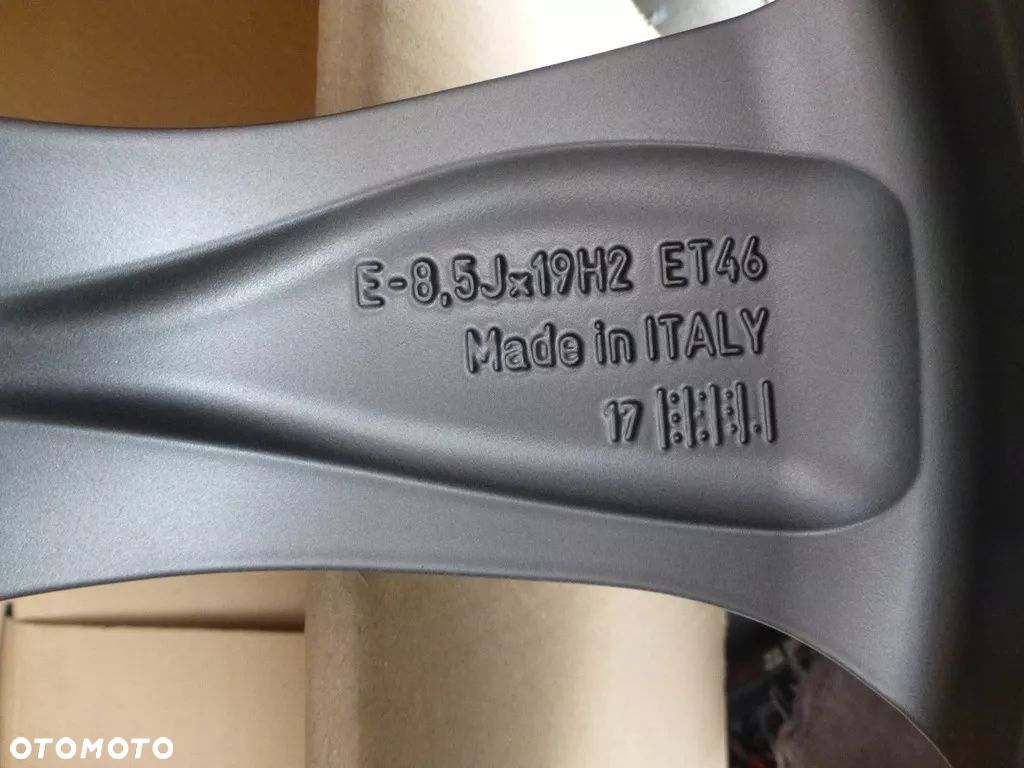 E-8,5Jx19H2 ET46
Made in ITALY
17
OTOMOTO